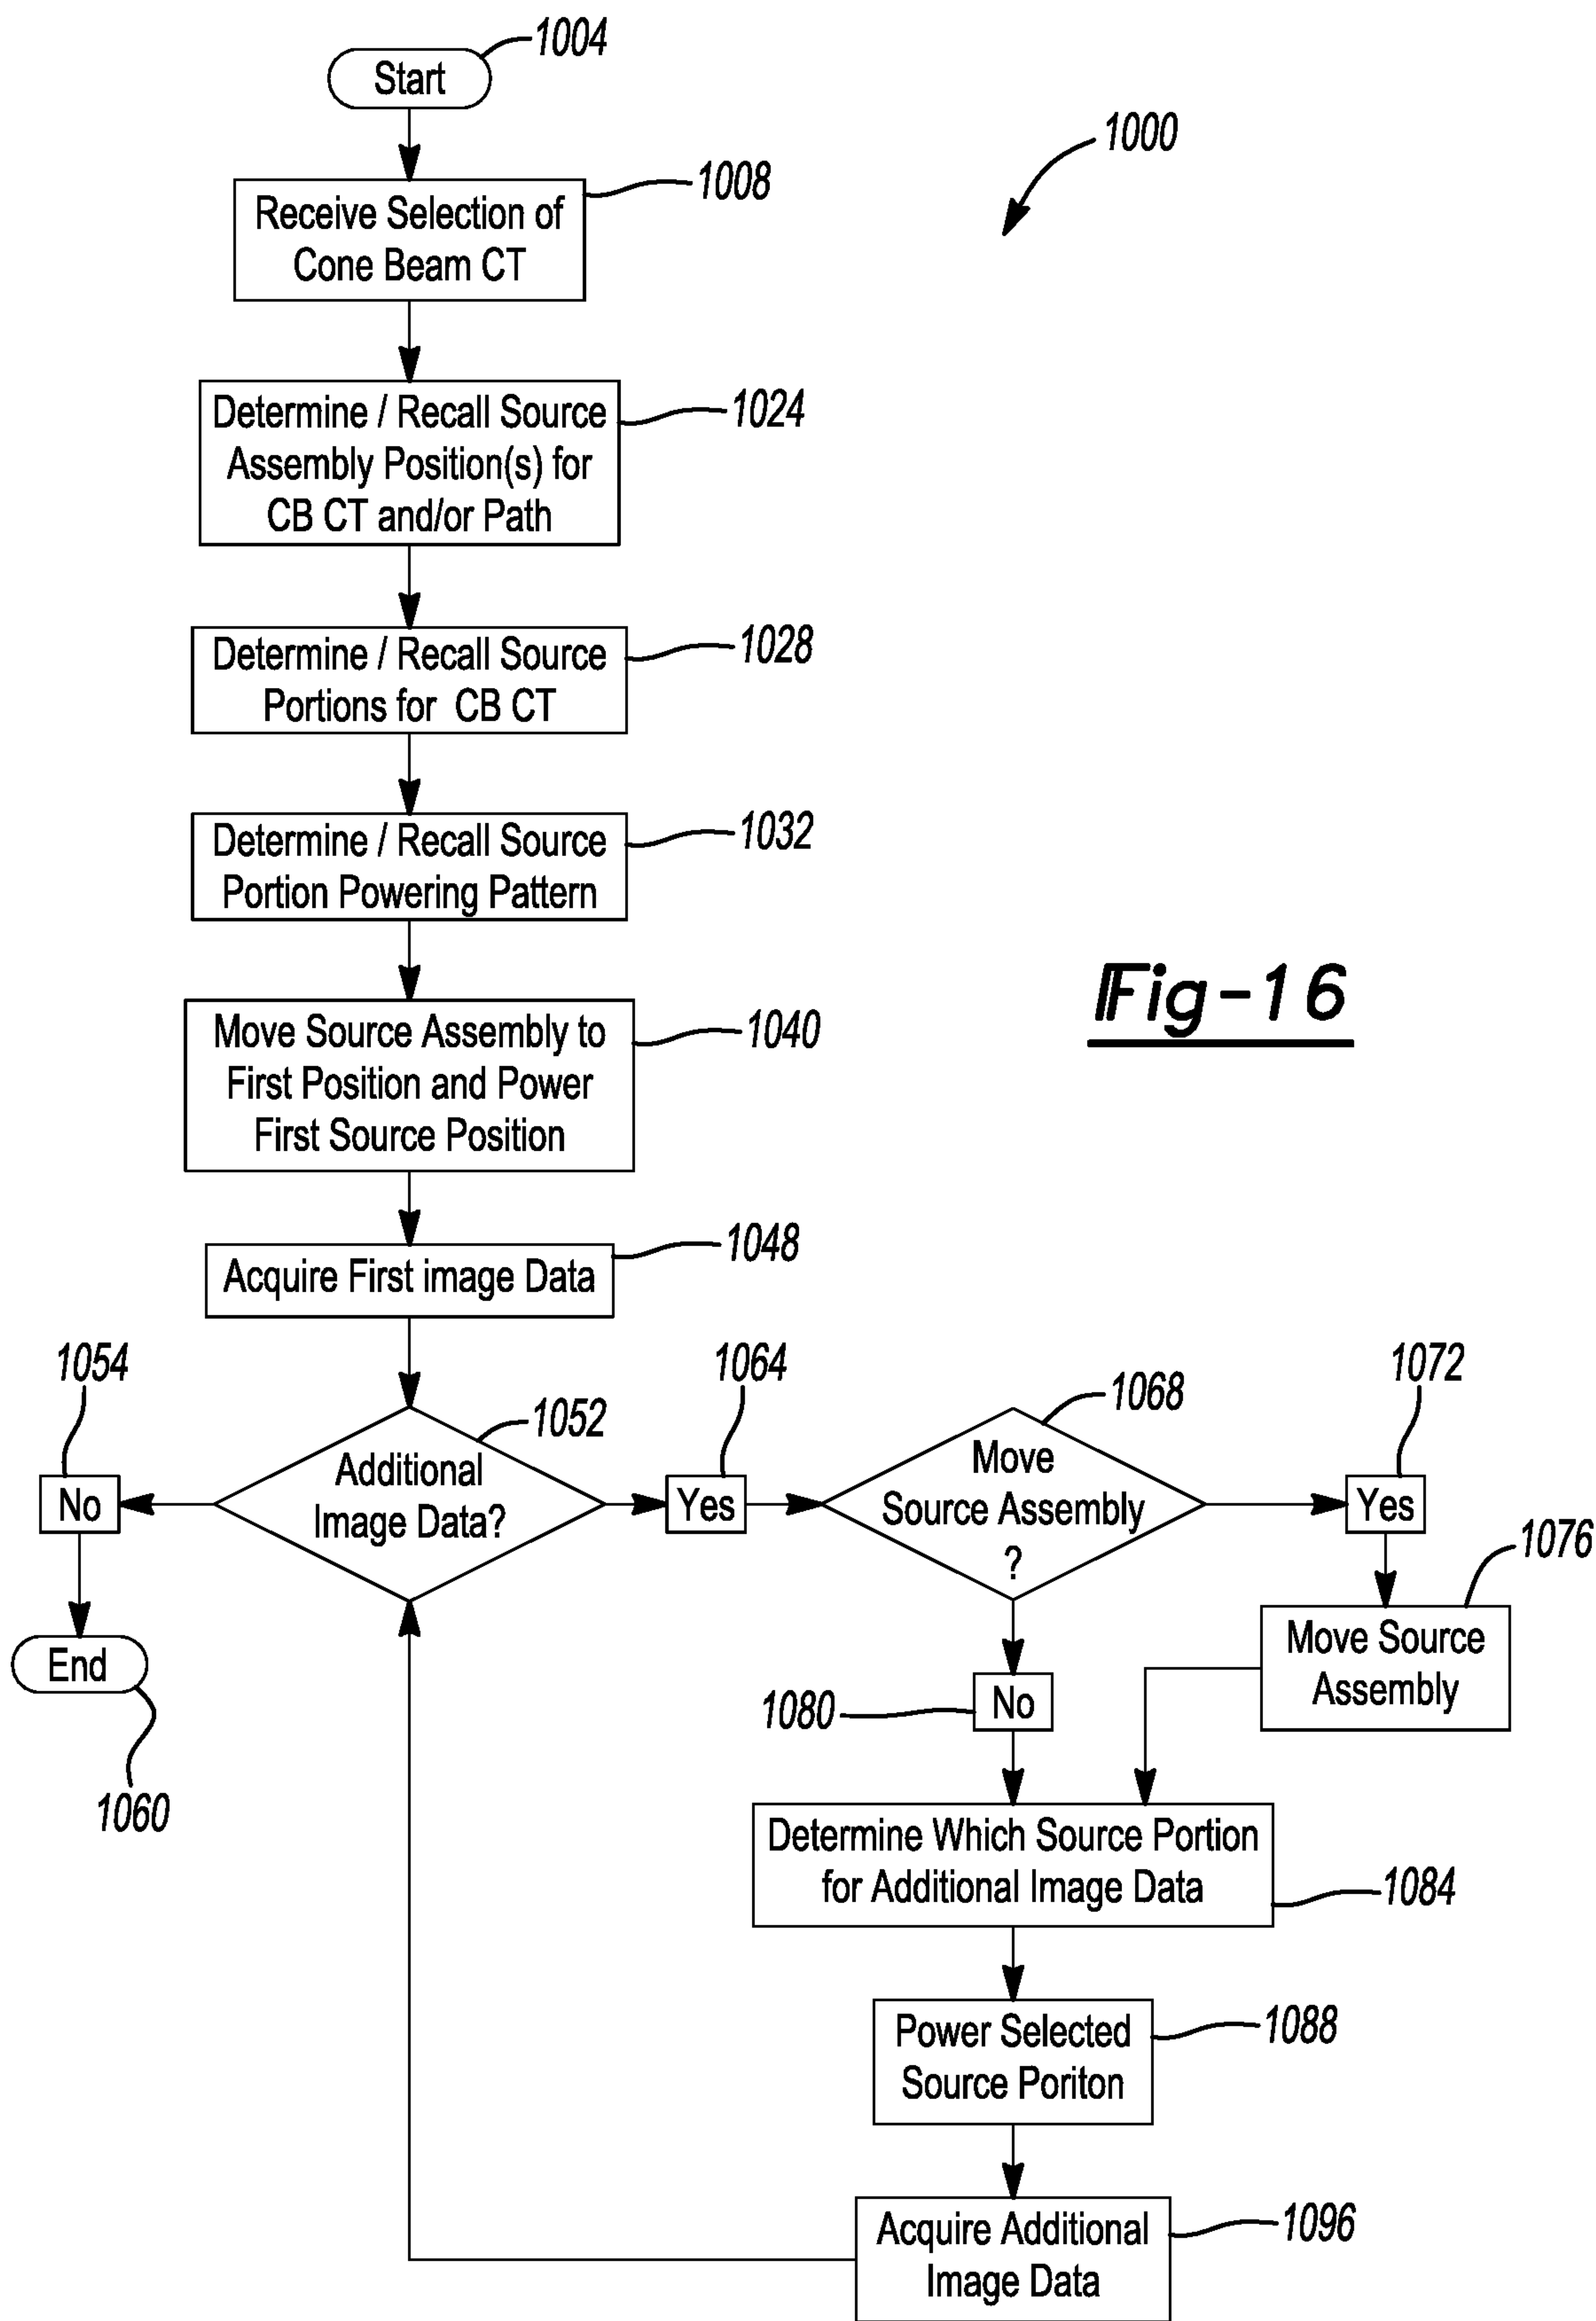 1004
Start
1000
1008
Receive Selection of
Cone Beam CT
1024
Determine / Recall Source
Assembly Position(s) for
CB CT and/or Path
1028
Determine / Recall Source
Portions for CB CT
1032
Determine / Recall Source
Portion Powering Pattern
Fig-16
1040
Move Source Assembly to
First Position and Power
First Source Position
1048
Acquire First image Data
1054
No
1052
Additional
Image Data?
1064
Yes
1068
Move
Source Assembly
?
1072
Yes
1076
Move Source
Assembly
End
1060
1080
No
Determine Which Source Portion
for Additional Image Data
1084
Power Selected
Source Poriton
1088
Acquire Additional
Image Data
1096